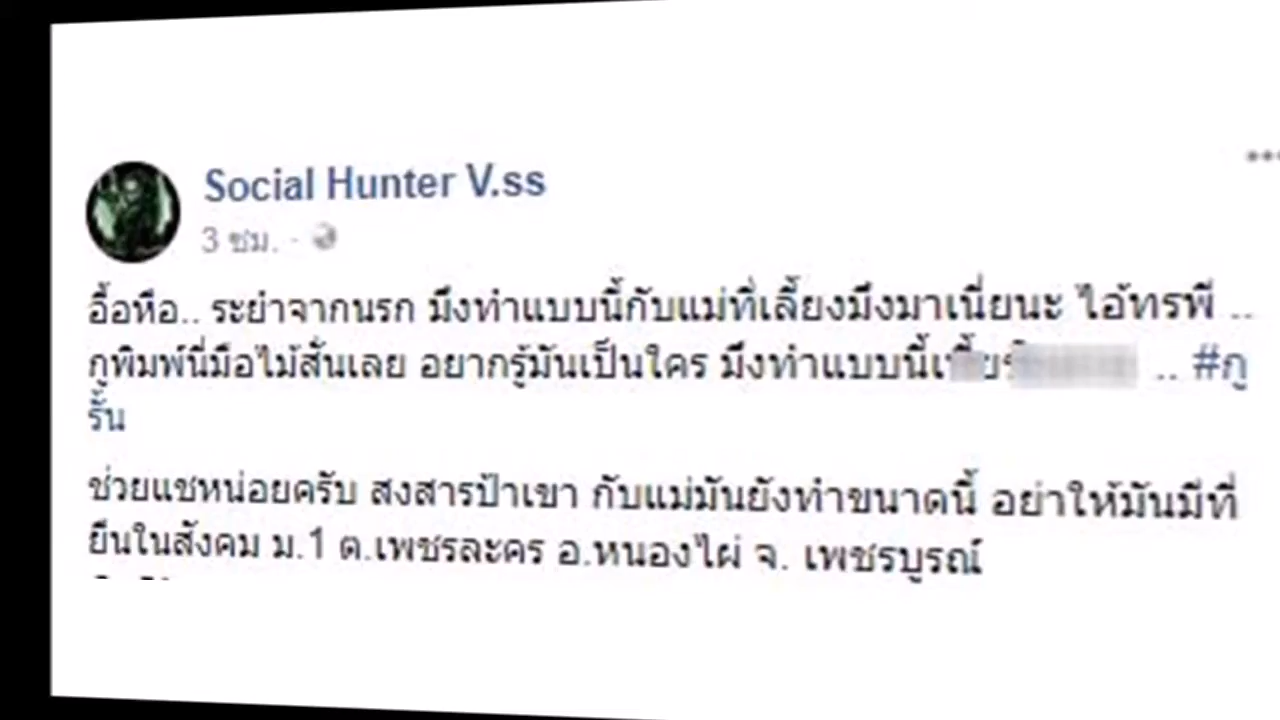 Social Hunter V.ss
3 ชม. ·
อื้อหือ.. ระยำจากนรก มึงทำแบบนี้กับแม่ที่เลี้ยงมึงมาเนี่ยนะ ไอ้ทรพี ..
กูพิมพ์นี่มือไม้สั่นเลย อยากรู้มันเป็นใคร มึงทำแบบนี้ .. #กู
รั้น
ช่วยแชหน่อยครับ สงสารป้าเขา กับแม่มันยังทำขนาดนี้ อย่าให้มันมีที่
ยืนในสังคม ม.1 ต.เพชรละคร อ.หนองไผ่ จ. เพชรบูรณ์